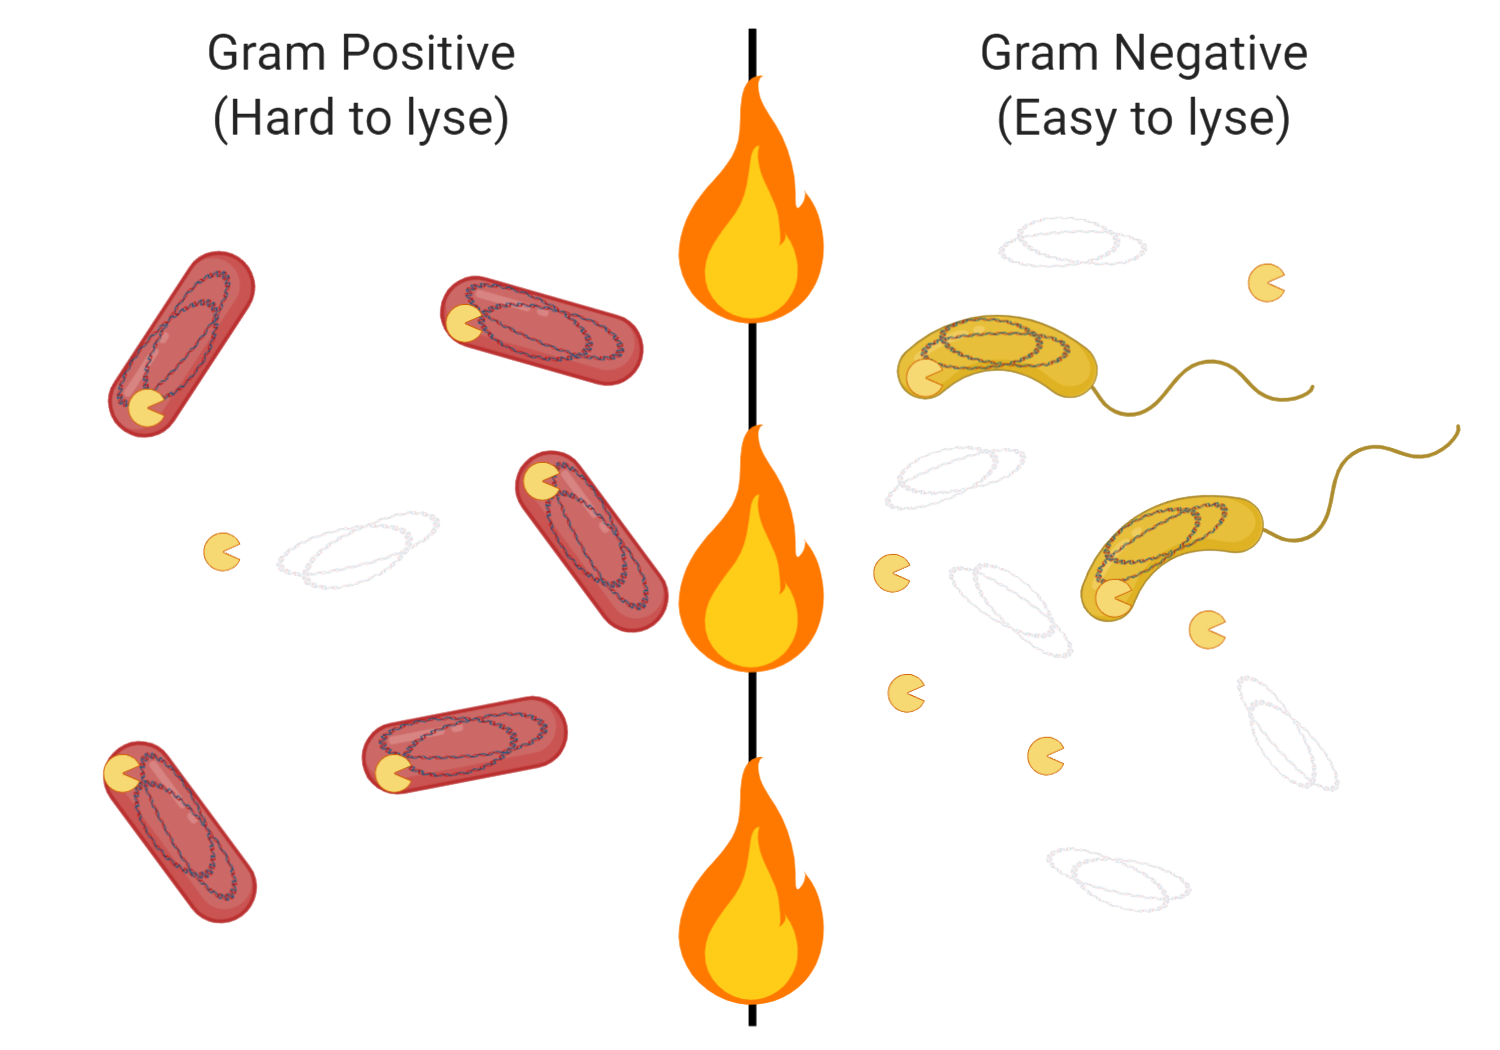 Gram Positive
(Hard to lyse)
Gram Negative
(Easy to lyse)